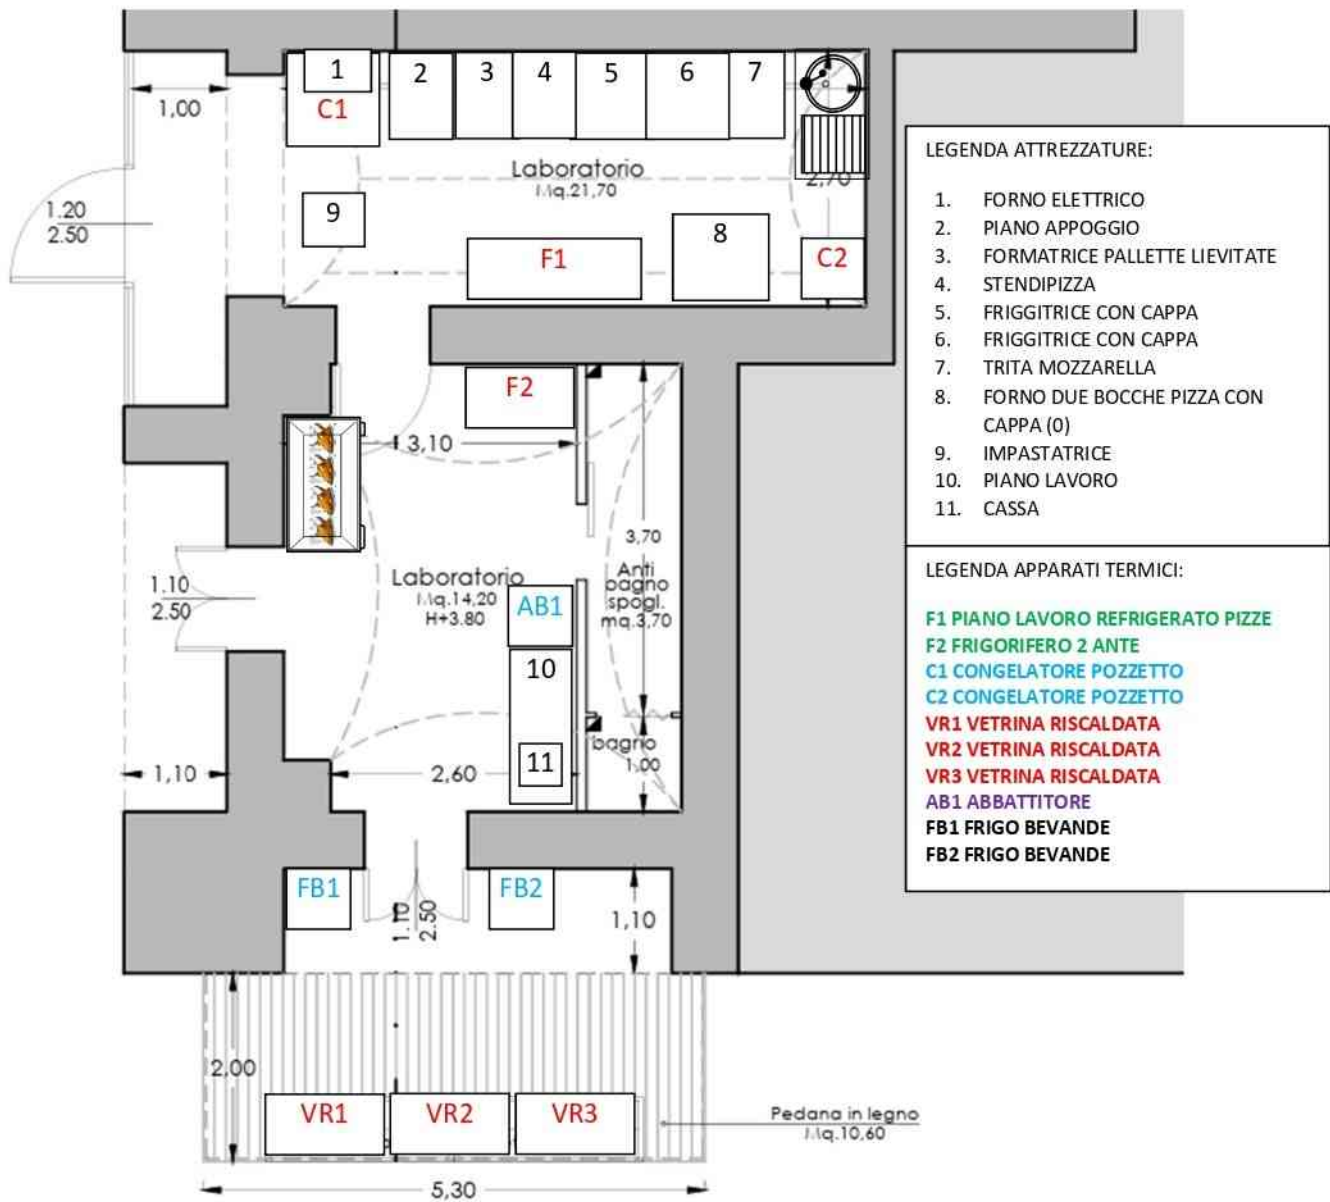 1
2
3
4
5
6
7
C1
1,00
Laboratorio
Mq.21,70
2,70
1.20
2.50
9
8
F1
C2
F2
3,10
3,70
Anti
bagno
spogl.
mq.3,70
1.10
2.50
Laboratorio
Mq.14,20
H+3.80
AB1
10
bagno
1,00
11
1,10
2,60
FB1
FB2
1.10
2.50
1,10
2,00
VR1
VR2
VR3
Pedana in legno
Mq.10,60
5,30
LEGENDA ATTREZZATURE:
1. FORNO ELETTRICO
2. PIANO APPOGGIO
3. FORMATRICE PALLETTE LIEVITATE
4. STENDIPIZZA
5. FRIGGITRICE CON CAPPA
6. FRIGGITRICE CON CAPPA
7. TRITA MOZZARELLA
8. FORNO DUE BOCCHE PIZZA CON
CAPPA (0)
9. IMPASTATRICE
10. PIANO LAVORO
11. CASSA
LEGENDA APPARATI TERMICI:
F1 PIANO LAVORO REFRIGERATO PIZZE
F2 FRIGORIFERO 2 ANTE
C1 CONGELATORE POZZETTO
C2 CONGELATORE POZZETTO
VR1 VETRINA RISCALDATA
VR2 VETRINA RISCALDATA
VR3 VETRINA RISCALDATA
AB1 ABBATTITORE
FB1 FRIGO BEVANDE
FB2 FRIGO BEVANDE